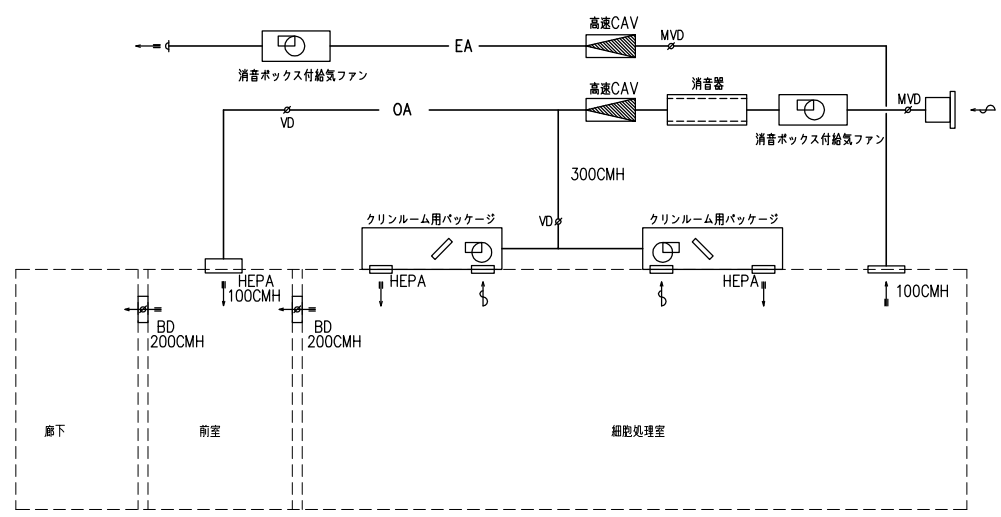 高速CAV
MVD
EA
消音ボックス付給気ファン
高速CAV
消音器
MVD
OA
VD
消音ボックス付給気ファン
300CMH
クリンルーム用パッケージ
VD
クリンルーム用パッケージ
HEPA
100CMH
HEPA
HEPA
100CMH
BD
200CMH
BD
200CMH
廊下
前室
細胞処理室